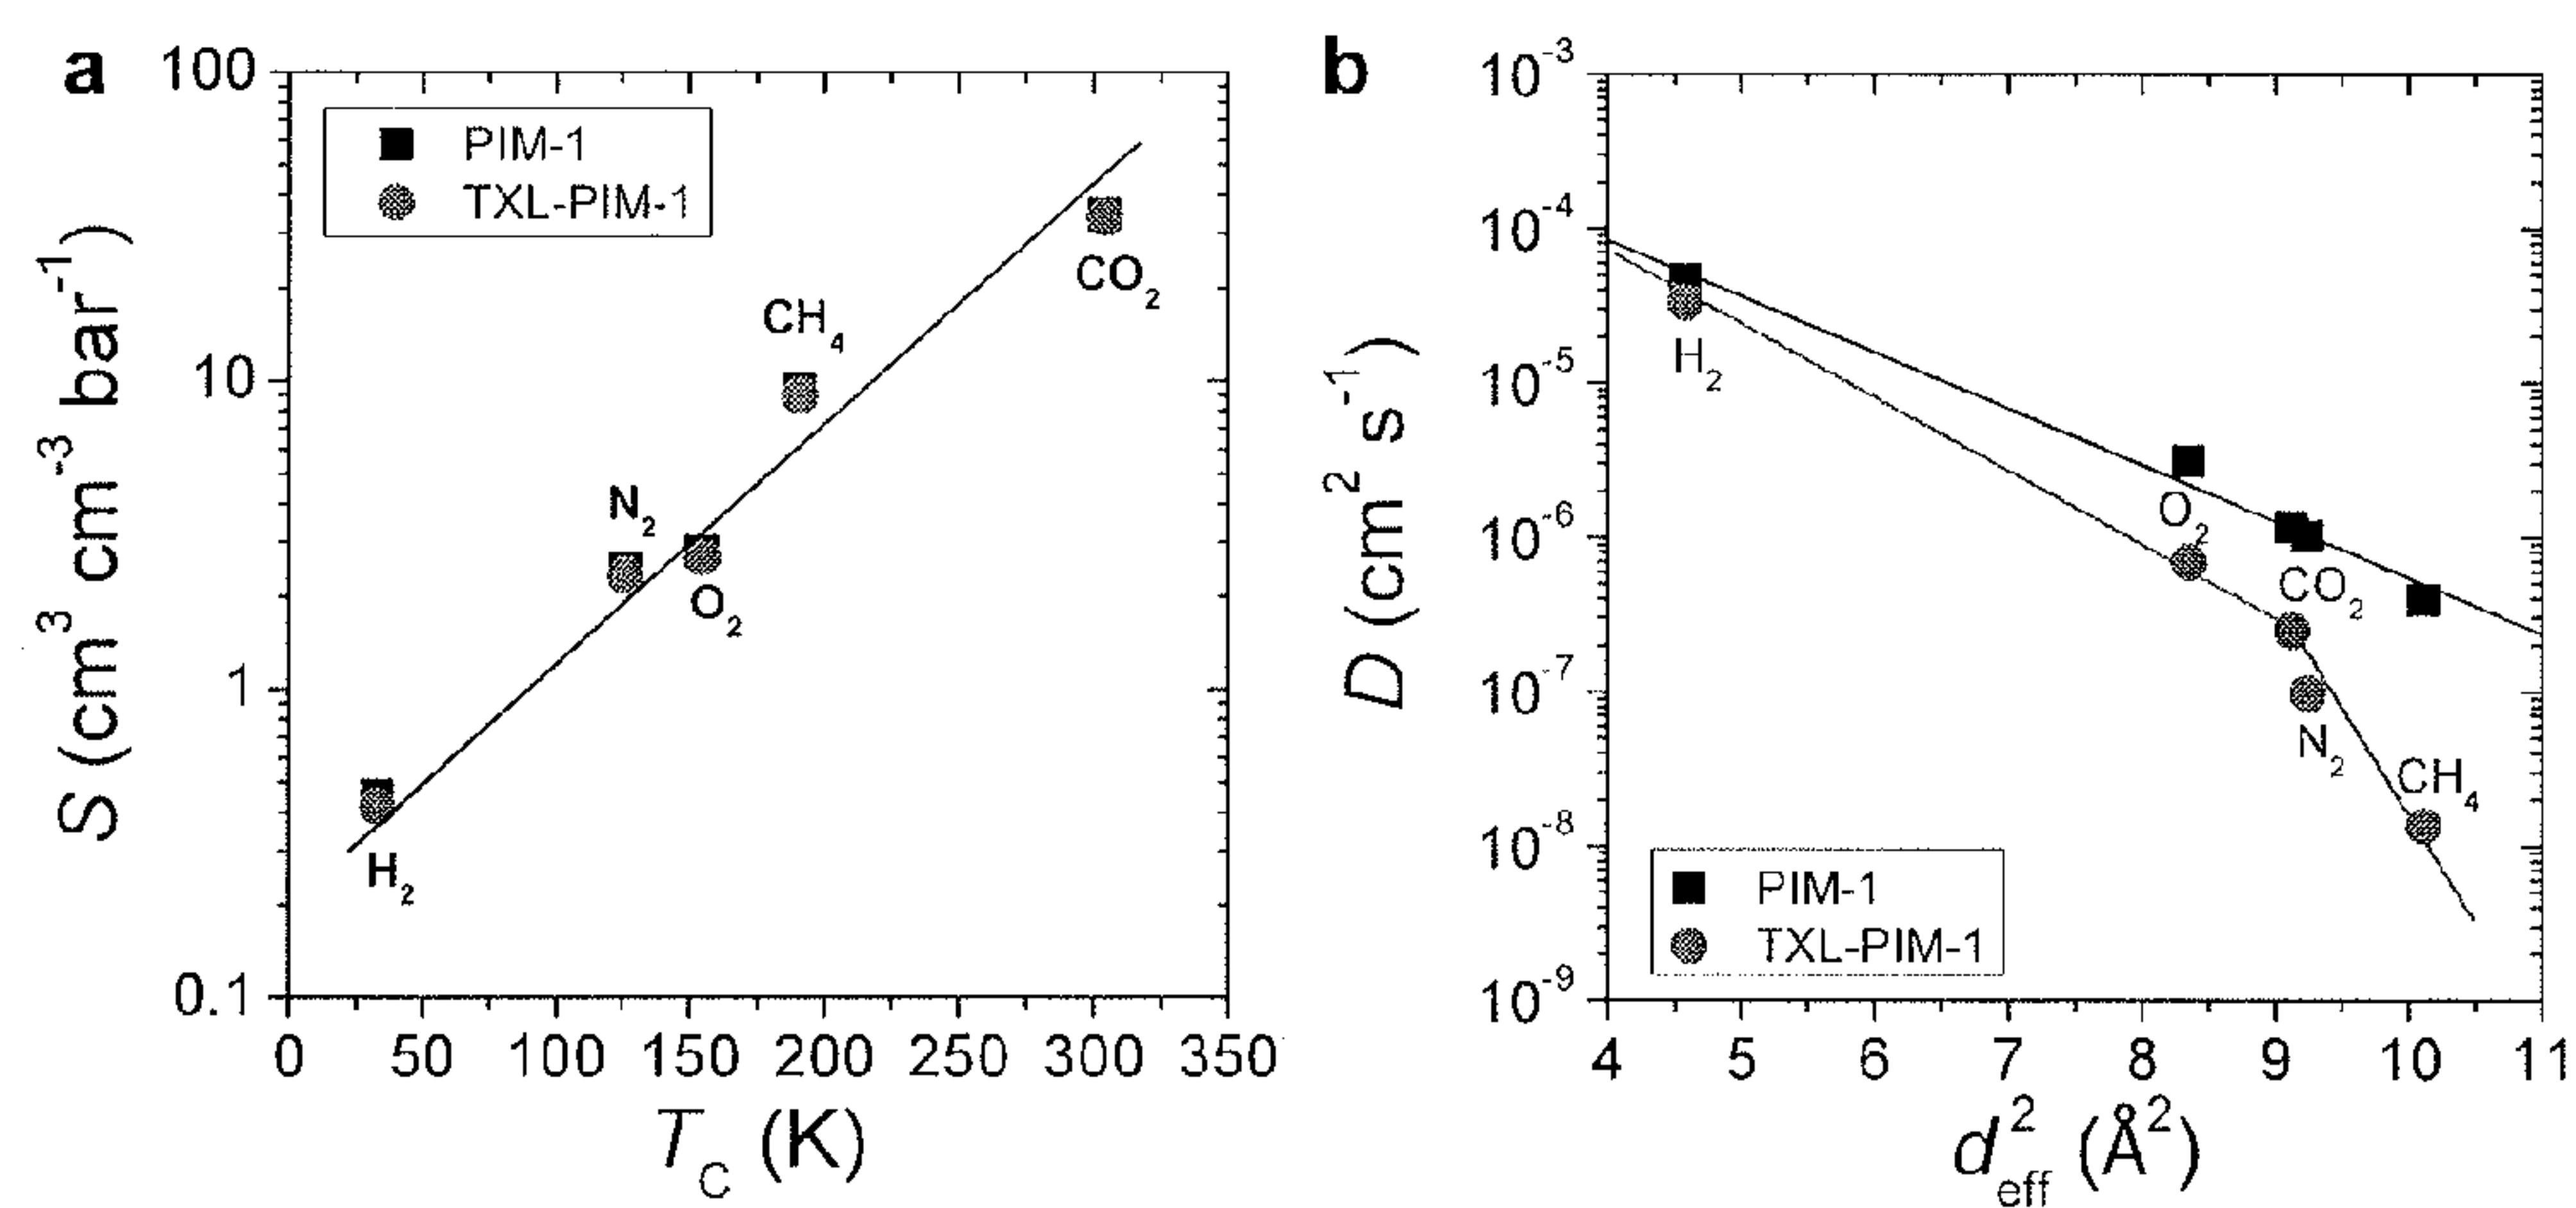 a
100
10
1
0.1
S (cm³ cm⁻³ bar⁻¹)
PIM-1
TXL-PIM-1
N₂
CH₄
CO₂
O₂
H₂
0 50 100 150 200 250 300 350
T_C (K)
b
10⁻³
10⁻⁴
10⁻⁵
10⁻⁶
10⁻⁷
10⁻⁸
10⁻⁹
D (cm² s⁻¹)
H₂
O₂
CO₂
N₂
CH₄
PIM-1
TXL-PIM-1
4 5 6 7 8 9 10 11
d²_eff (Å²)